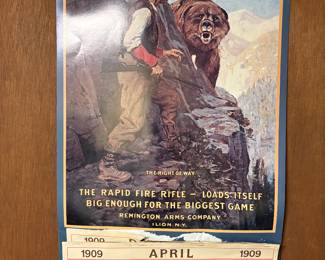 THE RIGHT OF WAY
THE RAPID FIRE RIFLE – LOADS ITSELF
BIG ENOUGH FOR THE BIGGEST GAME
REMINGTON ARMS COMPANY
ILION N.Y.
1909
1909 APRIL 1909